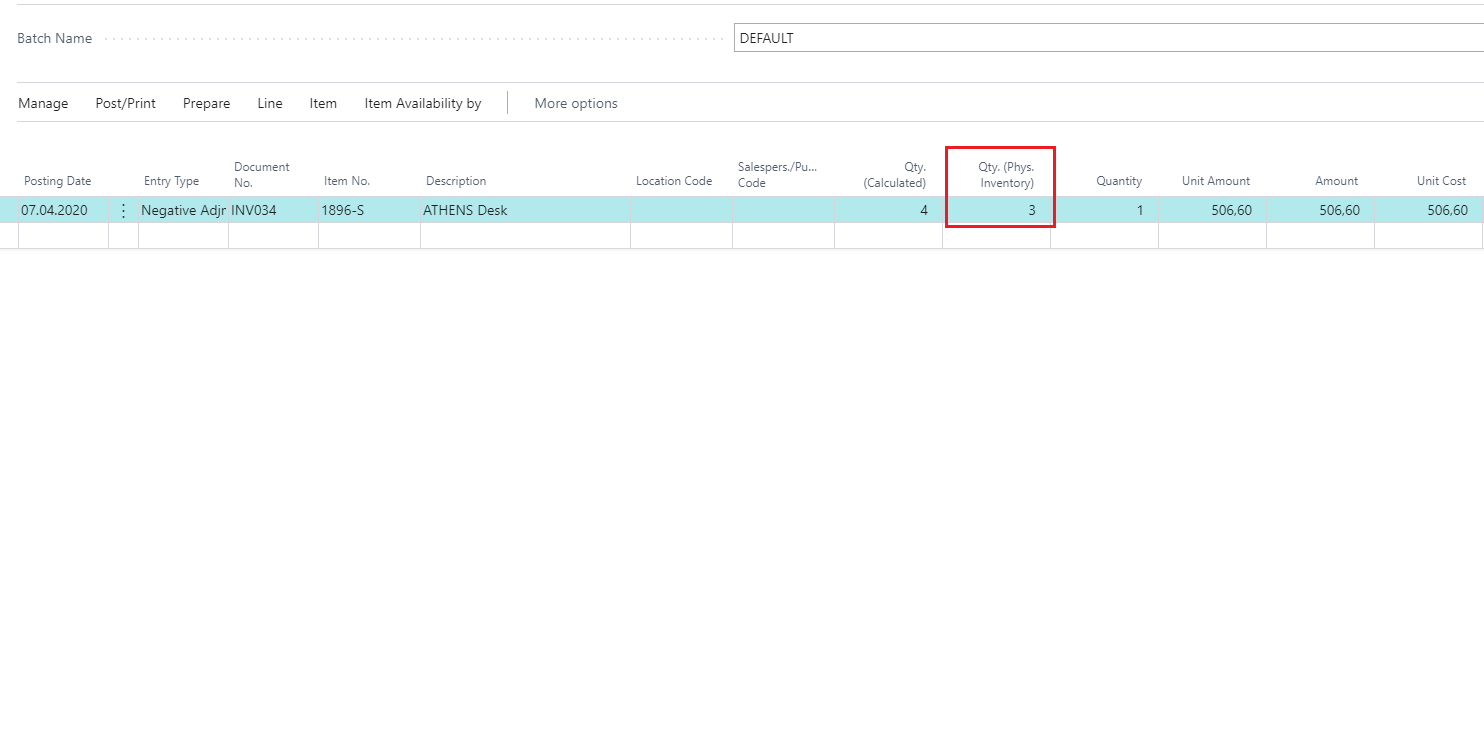 Batch Name DEFAULT
Manage Post/Print Prepare Line Item Item Availability by More options
Posting Date Entry Type Document No. Item No. Description Location Code Salespers./Pu... Code Qty. (Calculated) Qty. (Phys. Inventory) Quantity Unit Amount Amount Unit Cost
07.04.2020 Negative Adjr INV034 1896-S ATHENS Desk 4 3 1 506,60 506,60 506,60